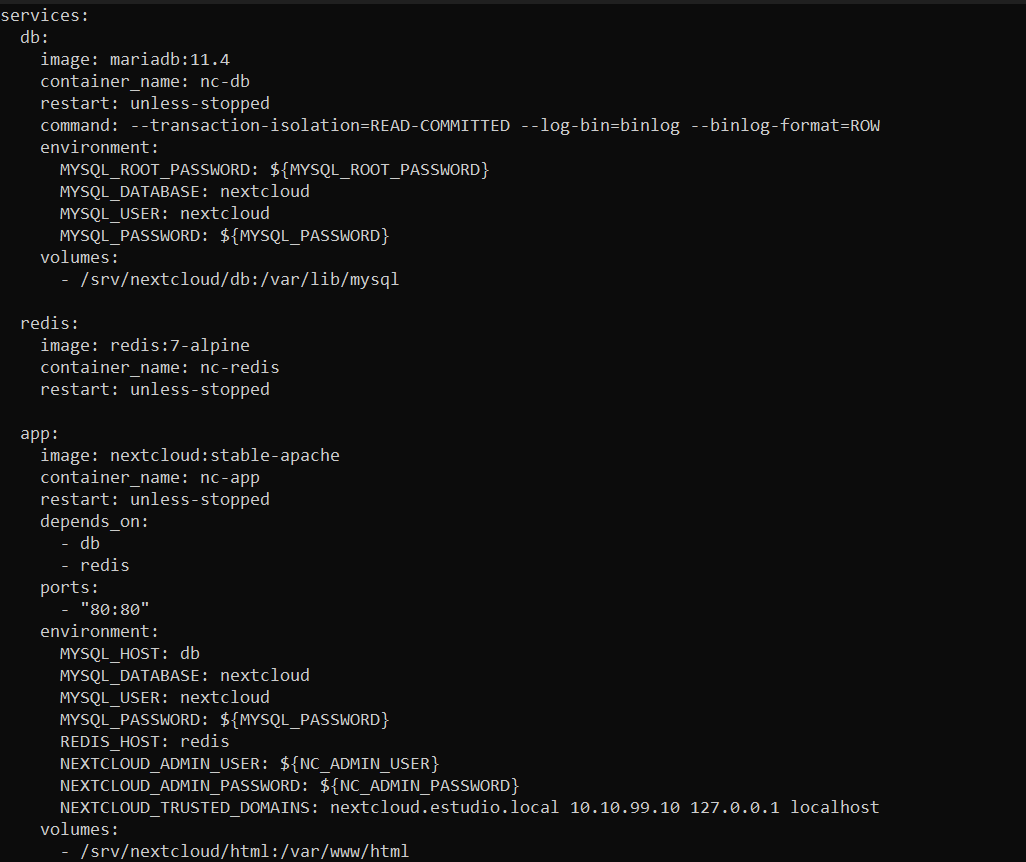 services:
  db:
    image: mariadb:11.4
    container_name: nc-db
    restart: unless-stopped
    command: --transaction-isolation=READ-COMMITTED --log-bin=binlog --binlog-format=ROW
    environment:
      MYSQL_ROOT_PASSWORD: ${MYSQL_ROOT_PASSWORD}
      MYSQL_DATABASE: nextcloud
      MYSQL_USER: nextcloud
      MYSQL_PASSWORD: ${MYSQL_PASSWORD}
    volumes:
      - /srv/nextcloud/db:/var/lib/mysql

  redis:
    image: redis:7-alpine
    container_name: nc-redis
    restart: unless-stopped

  app:
    image: nextcloud:stable-apache
    container_name: nc-app
    restart: unless-stopped
    depends_on:
      - db
      - redis
    ports:
      - "80:80"
    environment:
      MYSQL_HOST: db
      MYSQL_DATABASE: nextcloud
      MYSQL_USER: nextcloud
      MYSQL_PASSWORD: ${MYSQL_PASSWORD}
      REDIS_HOST: redis
      NEXTCLOUD_ADMIN_USER: ${NC_ADMIN_USER}
      NEXTCLOUD_ADMIN_PASSWORD: ${NC_ADMIN_PASSWORD}
      NEXTCLOUD_TRUSTED_DOMAINS: nextcloud.estudio.local 10.10.99.10 127.0.0.1 localhost
    volumes:
      - /srv/nextcloud/html:/var/www/html